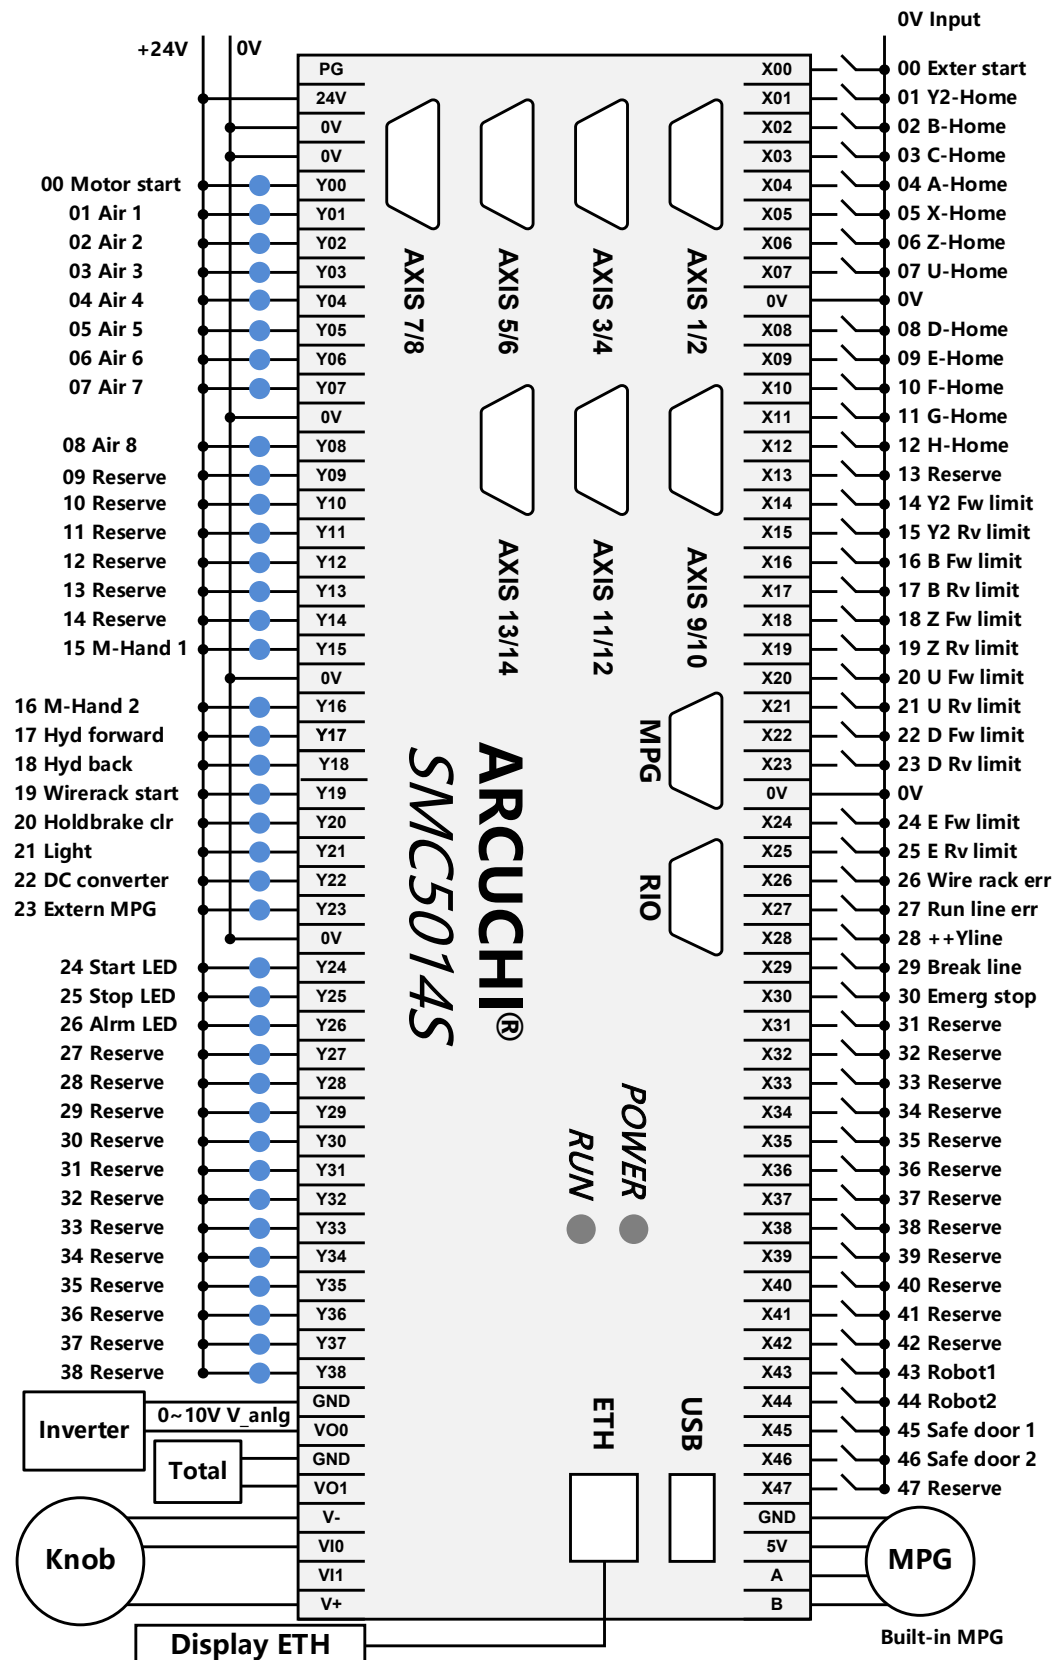 0V Input
+24V 0V
PG X00 00 Exter start
24V X01 01 Y2-Home
0V X02 02 B-Home
0V X03 03 C-Home
00 Motor start Y00 X04 04 A-Home
01 Air 1 Y01 X05 05 X-Home
02 Air 2 Y02 X06 06 Z-Home
03 Air 3 Y03 X07 07 U-Home
04 Air 4 Y04 0V 0V
05 Air 5 Y05 X08 08 D-Home
06 Air 6 Y06 X09 09 E-Home
07 Air 7 Y07 X10 10 F-Home
0V X11 11 G-Home
08 Air 8 Y08 X12 12 H-Home
09 Reserve Y09 X13 13 Reserve
10 Reserve Y10 X14 14 Y2 Fw limit
11 Reserve Y11 X15 15 Y2 Rv limit
12 Reserve Y12 X16 16 B Fw limit
13 Reserve Y13 X17 17 B Rv limit
14 Reserve Y14 X18 18 Z Fw limit
15 M-Hand 1 Y15 X19 19 Z Rv limit
0V X20 20 U Fw limit
16 M-Hand 2 Y16 X21 21 U Rv limit
17 Hyd forward Y17 X22 22 D Fw limit
18 Hyd back Y18 X23 23 D Rv limit
19 Wirerack start Y19 0V 0V
20 Holdbrake clr Y20 X24 24 E Fw limit
21 Light Y21 X25 25 E Rv limit
22 DC converter Y22 X26 26 Wire rack err
23 Extern MPG Y23 X27 27 Run line err
0V X28 28 ++Yline
24 Start LED Y24 X29 29 Break line
25 Stop LED Y25 X30 30 Emerg stop
26 Alrm LED Y26 X31 31 Reserve
27 Reserve Y27 X32 32 Reserve
28 Reserve Y28 X33 33 Reserve
29 Reserve Y29 X34 34 Reserve
30 Reserve Y30 X35 35 Reserve
31 Reserve Y31 X36 36 Reserve
32 Reserve Y32 X37 37 Reserve
33 Reserve Y33 X38 38 Reserve
34 Reserve Y34 X39 39 Reserve
35 Reserve Y35 X40 40 Reserve
36 Reserve Y36 X41 41 Reserve
37 Reserve Y37 X42 42 Reserve
38 Reserve Y38 X43 43 Robot1
GND X44 44 Robot2
Inverter 0~10V V_anlg VO0 X45 45 Safe door 1
GND X46 46 Safe door 2
Total VO1 X47 47 Reserve
V- GND
Knob VI0 5V MPG
VI1 A
V+ B
Built-in MPG
Display ETH
AXIS 7/8
AXIS 5/6
AXIS 3/4
AXIS 1/2
AXIS 13/14
AXIS 11/12
AXIS 9/10
MPG
RIO
ARCUCHI®
SMC5014S
POWER
RUN
ETH
USB